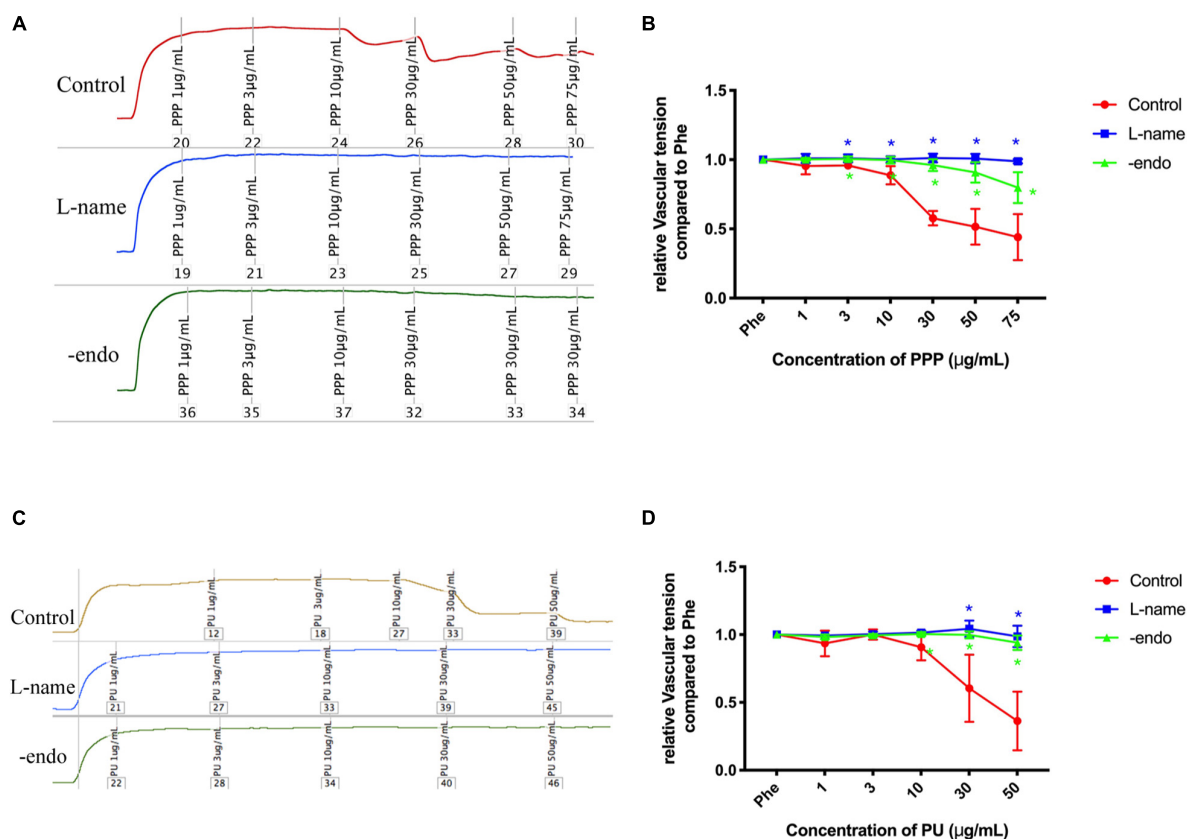 A
Control
PPP 1µg/mL
PPP 3µg/mL
PPP 10µg/mL
PPP 30µg/mL
PPP 50µg/mL
PPP 75µg/mL
20 22 24 26 28 30
L-name
PPP 1µg/mL
PPP 3µg/mL
PPP 10µg/mL
PPP 30µg/mL
PPP 50µg/mL
PPP 75µg/mL
19 21 23 25 27 29
-endo
PPP 1µg/mL
PPP 3µg/mL
PPP 10µg/mL
PPP 30µg/mL
PPP 30µg/mL
PPP 30µg/mL
36 35 37 32 33 34
B
relative Vascular tension
compared to Phe
1.5
1.0
0.5
0.0
* * * * *
* * * * *
Phe 1 3 10 30 50 75
Concentration of PPP (µg/mL)
Control
L-name
-endo
C
Control
PU 1ug/mL
PU 3ug/mL
PU 10ug/mL
PU 30ug/mL
PU 50ug/mL
12 18 27 33 39
L-name
PU 1ug/mL
PU 3ug/mL
PU 10ug/mL
PU 30ug/mL
PU 50ug/mL
21 27 33 39 45
-endo
PU 1ug/mL
PU 3ug/mL
PU 10ug/mL
PU 30ug/mL
PU 50ug/mL
22 28 34 40 46
D
relative Vascular tension
compared to Phe
1.5
1.0
0.5
0.0
* *
* * *
Phe 1 3 10 30 50
Concentration of PU (µg/mL)
Control
L-name
-endo